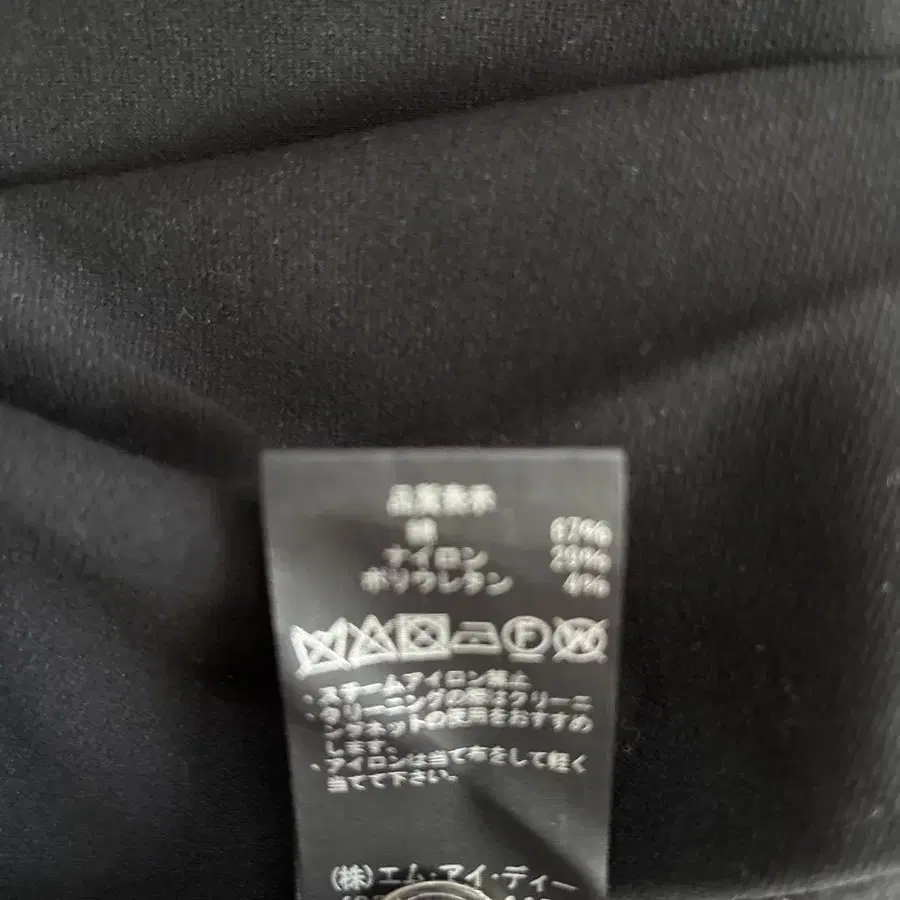 品質表示
綿 67%
ナイロン 29%
ポリウレタン 4%
F W
・スチームアイロン禁止
・クリーニングの際はクリーニ
ングネットの使用をおすすめ
します。
・アイロンは当て布をして軽く
当てて下さい。
(株)エム・アイ・ディー